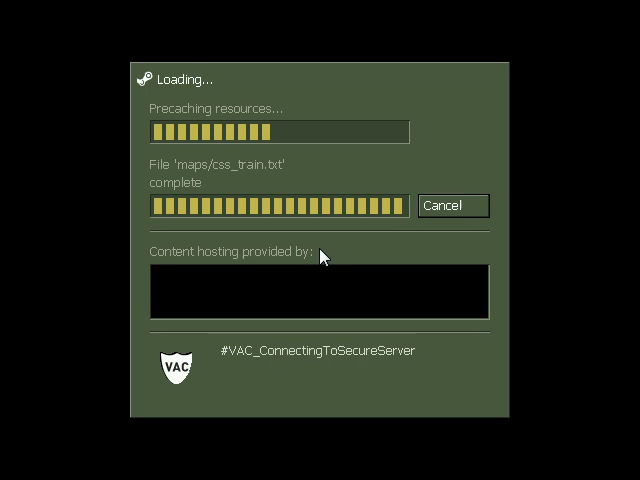 Loading...
Precaching resources...
File 'maps/css_train.txt'
complete
Cancel
Content hosting provided by:
#VAC_ConnectingToSecureServer
VAC